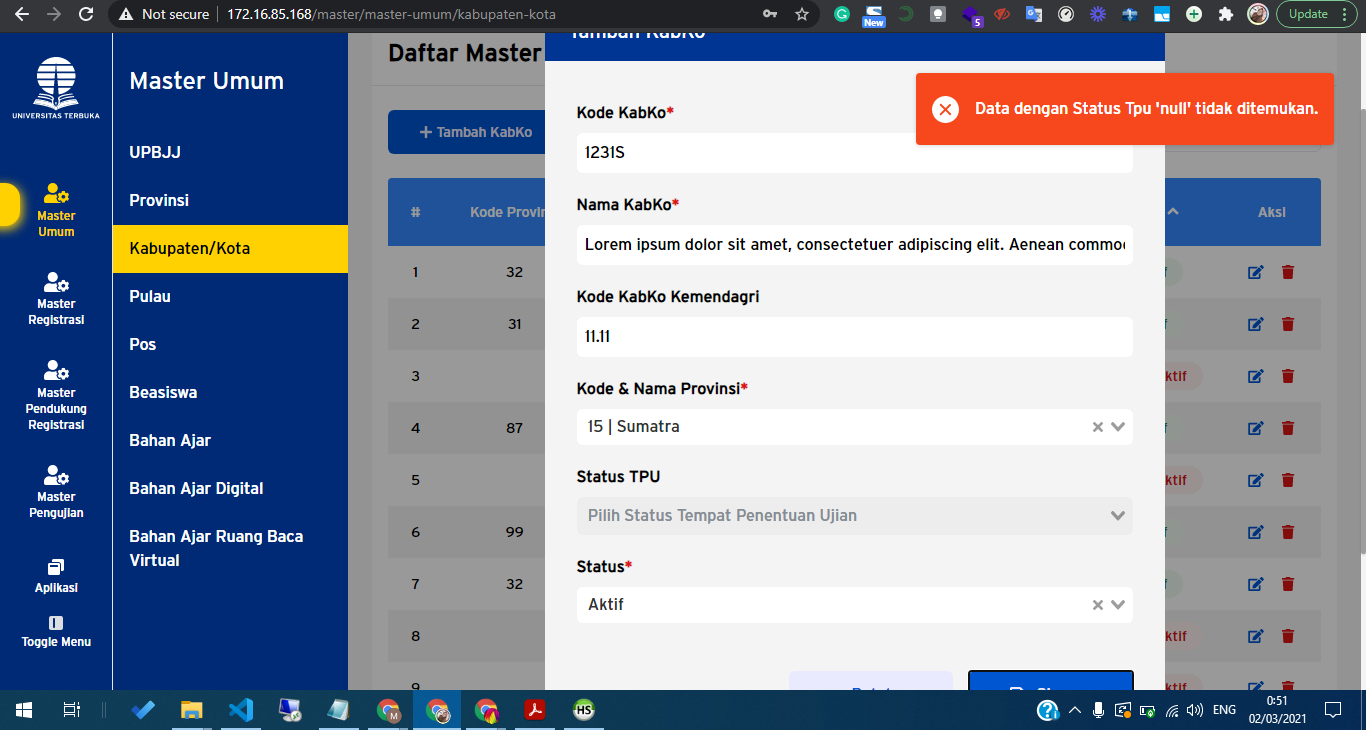 Not secure
172.16.85.168/master/master-umum/kabupaten-kota
New
5
Update
UNIVERSITAS TERBUKA
Master
Umum
Master
Registrasi
Master
Pendukung
Registrasi
Master
Pengujian
Aplikasi
Toggle Menu
Master Umum
UPBJJ
Provinsi
Kabupaten/Kota
Pulau
Pos
Beasiswa
Bahan Ajar
Bahan Ajar Digital
Bahan Ajar Ruang Baca
Virtual
Daftar Master
+ Tambah KabKo
# Kode Provin Aksi
1 32
2 31
3 ktif
4 87
5 ktif
6 99
7 32
8 ktif
9 ktif
Tambah KabKo
Data dengan Status Tpu 'null' tidak ditemukan.
Kode KabKo*
1231S
Nama KabKo*
Lorem ipsum dolor sit amet, consectetuer adipiscing elit. Aenean commo
Kode KabKo Kemendagri
11.11
Kode & Nama Provinsi*
15 | Sumatra
Status TPU
Pilih Status Tempat Penentuan Ujian
Status*
Aktif
M
HS
ENG
0:51
02/03/2021